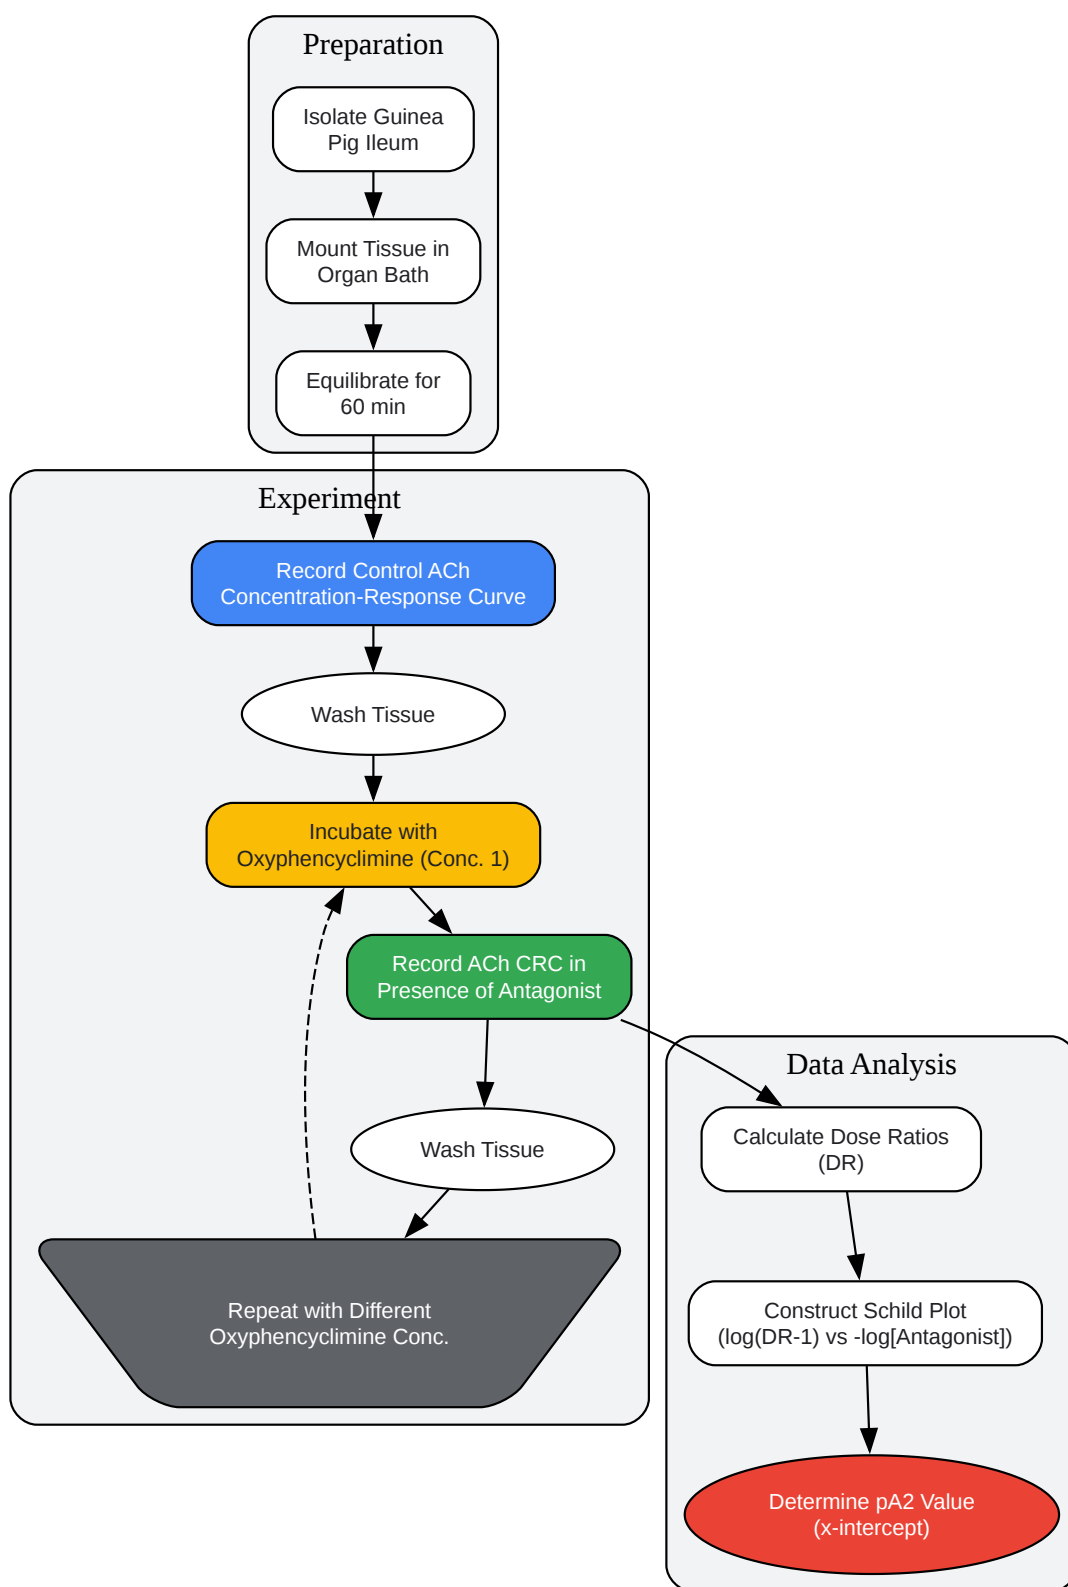 Preparation
Isolate Guinea
Pig Ileum
Mount Tissue in
Organ Bath
Equilibrate for
60 min
Experiment
Record Control ACh
Concentration-Response Curve
Wash Tissue
Incubate with
Oxyphencyclimine (Conc. 1)
Record ACh CRC in
Presence of Antagonist
Wash Tissue
Repeat with Different
Oxyphencyclimine Conc.
Data Analysis
Calculate Dose Ratios
(DR)
Construct Schild Plot
(log(DR-1) vs -log[Antagonist])
Determine pA2 Value
(x-intercept)